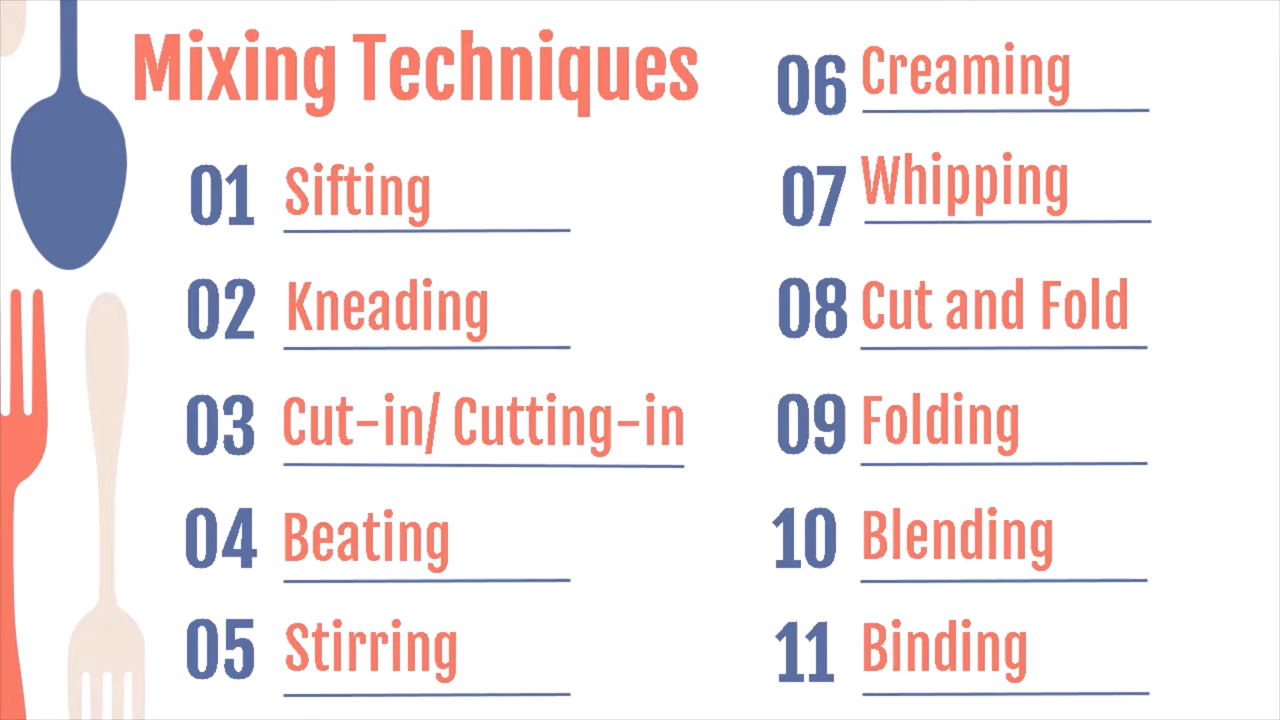 Mixing Techniques
01 Sifting
02 Kneading
03 Cut-in/ Cutting-in
04 Beating
05 Stirring
06 Creaming
07 Whipping
08 Cut and Fold
09 Folding
10 Blending
11 Binding